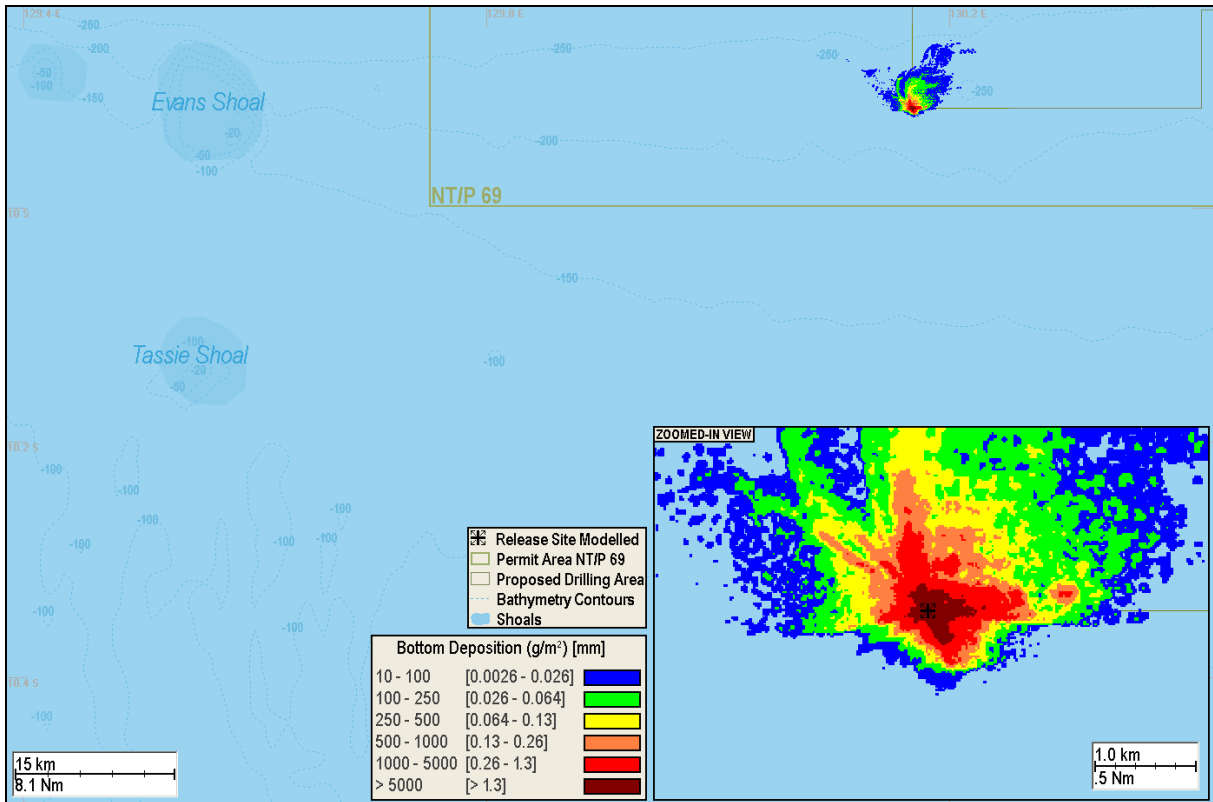 129.4 E
129.8 E
130.2 E
-250
-200
-50
-100
-150
Evans Shoal
-20
-50
-100
-250
-250
-250
-200
NT/P 69
10 S
-150
Tassie Shoal
-100
-20
-50
-100
10.2 S
-100
-100
-100
-100
-100
-100
-100
-100
10.4 S
-100
ZOOMED-IN VIEW
Release Site Modelled
Permit Area NT/P 69
Proposed Drilling Area
Bathymetry Contours
Shoals
Bottom Deposition (g/m²) [mm]
10 - 100 [0.0026 - 0.026]
100 - 250 [0.026 - 0.064]
250 - 500 [0.064 - 0.13]
500 - 1000 [0.13 - 0.26]
1000 - 5000 [0.26 - 1.3]
> 5000 [> 1.3]
15 km
8.1 Nm
1.0 km
.5 Nm